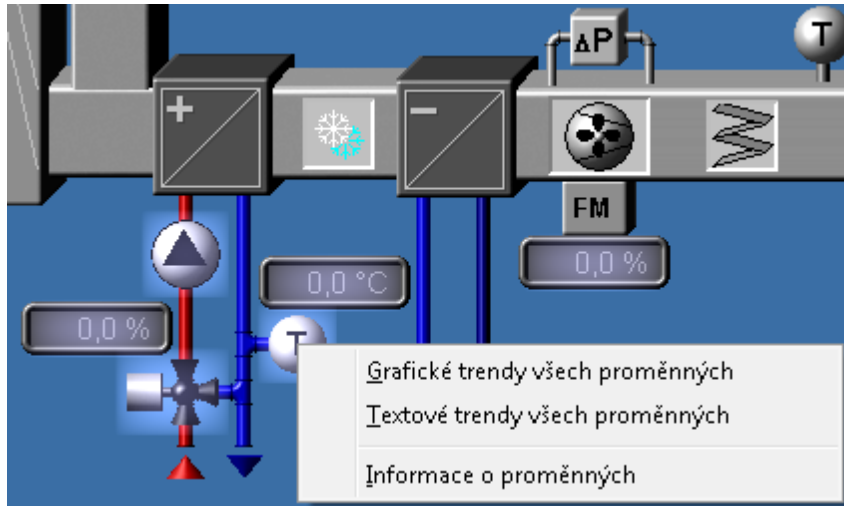 ΔP
T
+
−
FM
0,0 %
0,0 °C
0,0 %
T
Grafické trendy všech proměnných
Textové trendy všech proměnných
Informace o proměnných